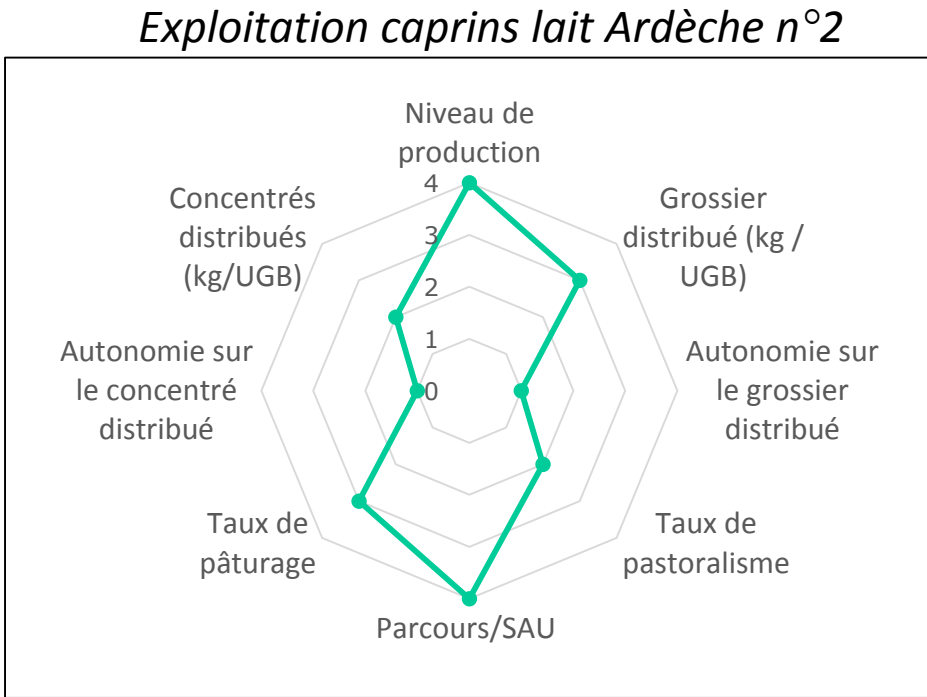 Exploitation caprins lait Ardèche n°2
Niveau de
production
Grossier
distribué (kg /
UGB)
Autonomie sur
le grossier
distribué
Taux de
pastoralisme
Parcours/SAU
Taux de
pâturage
Autonomie sur
le concentré
distribué
Concentrés
distribués
(kg/UGB)
4
3
2
1
0